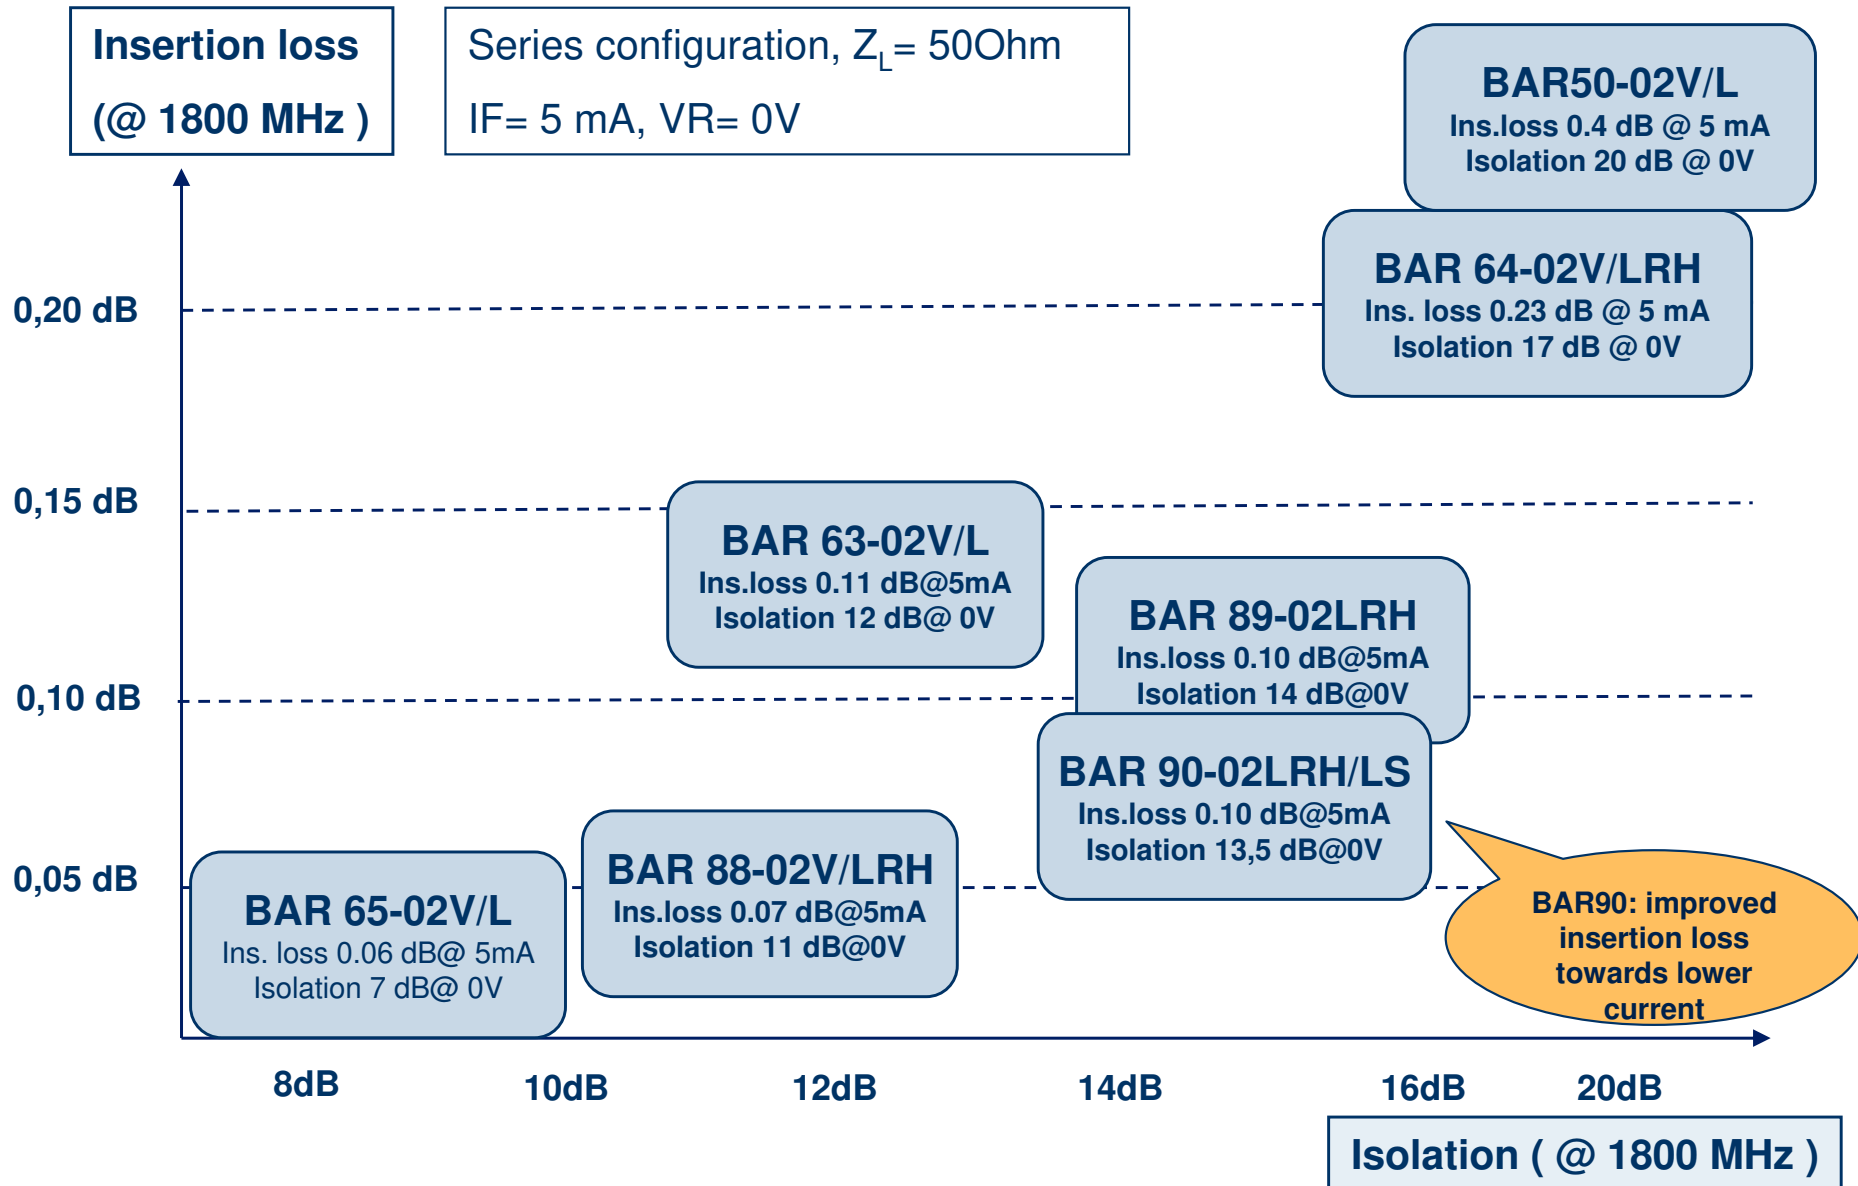 Insertion loss
(@ 1800 MHz )
Series configuration, ZL= 50Ohm
IF= 5 mA, VR= 0V
BAR50-02V/L
Ins.loss 0.4 dB @ 5 mA
Isolation 20 dB @ 0V
BAR 64-02V/LRH
Ins. loss 0.23 dB @ 5 mA
Isolation 17 dB @ 0V
0,20 dB
0,15 dB
BAR 63-02V/L
Ins.loss 0.11 dB@5mA
Isolation 12 dB@ 0V
BAR 89-02LRH
Ins.loss 0.10 dB@5mA
Isolation 14 dB@0V
0,10 dB
BAR 90-02LRH/LS
Ins.loss 0.10 dB@5mA
Isolation 13,5 dB@0V
0,05 dB
BAR 88-02V/LRH
Ins.loss 0.07 dB@5mA
Isolation 11 dB@0V
BAR 65-02V/L
Ins. loss 0.06 dB@ 5mA
Isolation 7 dB@ 0V
BAR90: improved
insertion loss
towards lower
current
8dB
10dB
12dB
14dB
16dB
20dB
Isolation ( @ 1800 MHz )